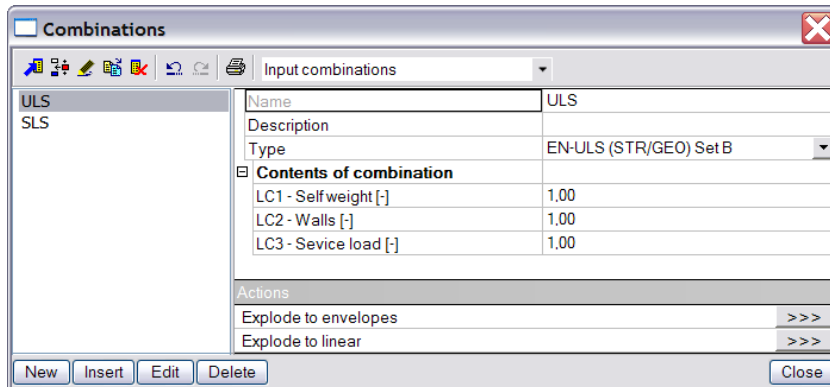 Combinations
Input combinations
ULS
SLS
Name ULS
Description
Type EN-ULS (STR/GEO) Set B
Contents of combination
LC1 - Self weight [-] 1,00
LC2 - Walls [-] 1,00
LC3 - Sevice load [-] 1,00
Actions
Explode to envelopes >>>
Explode to linear >>>
New Insert Edit Delete Close